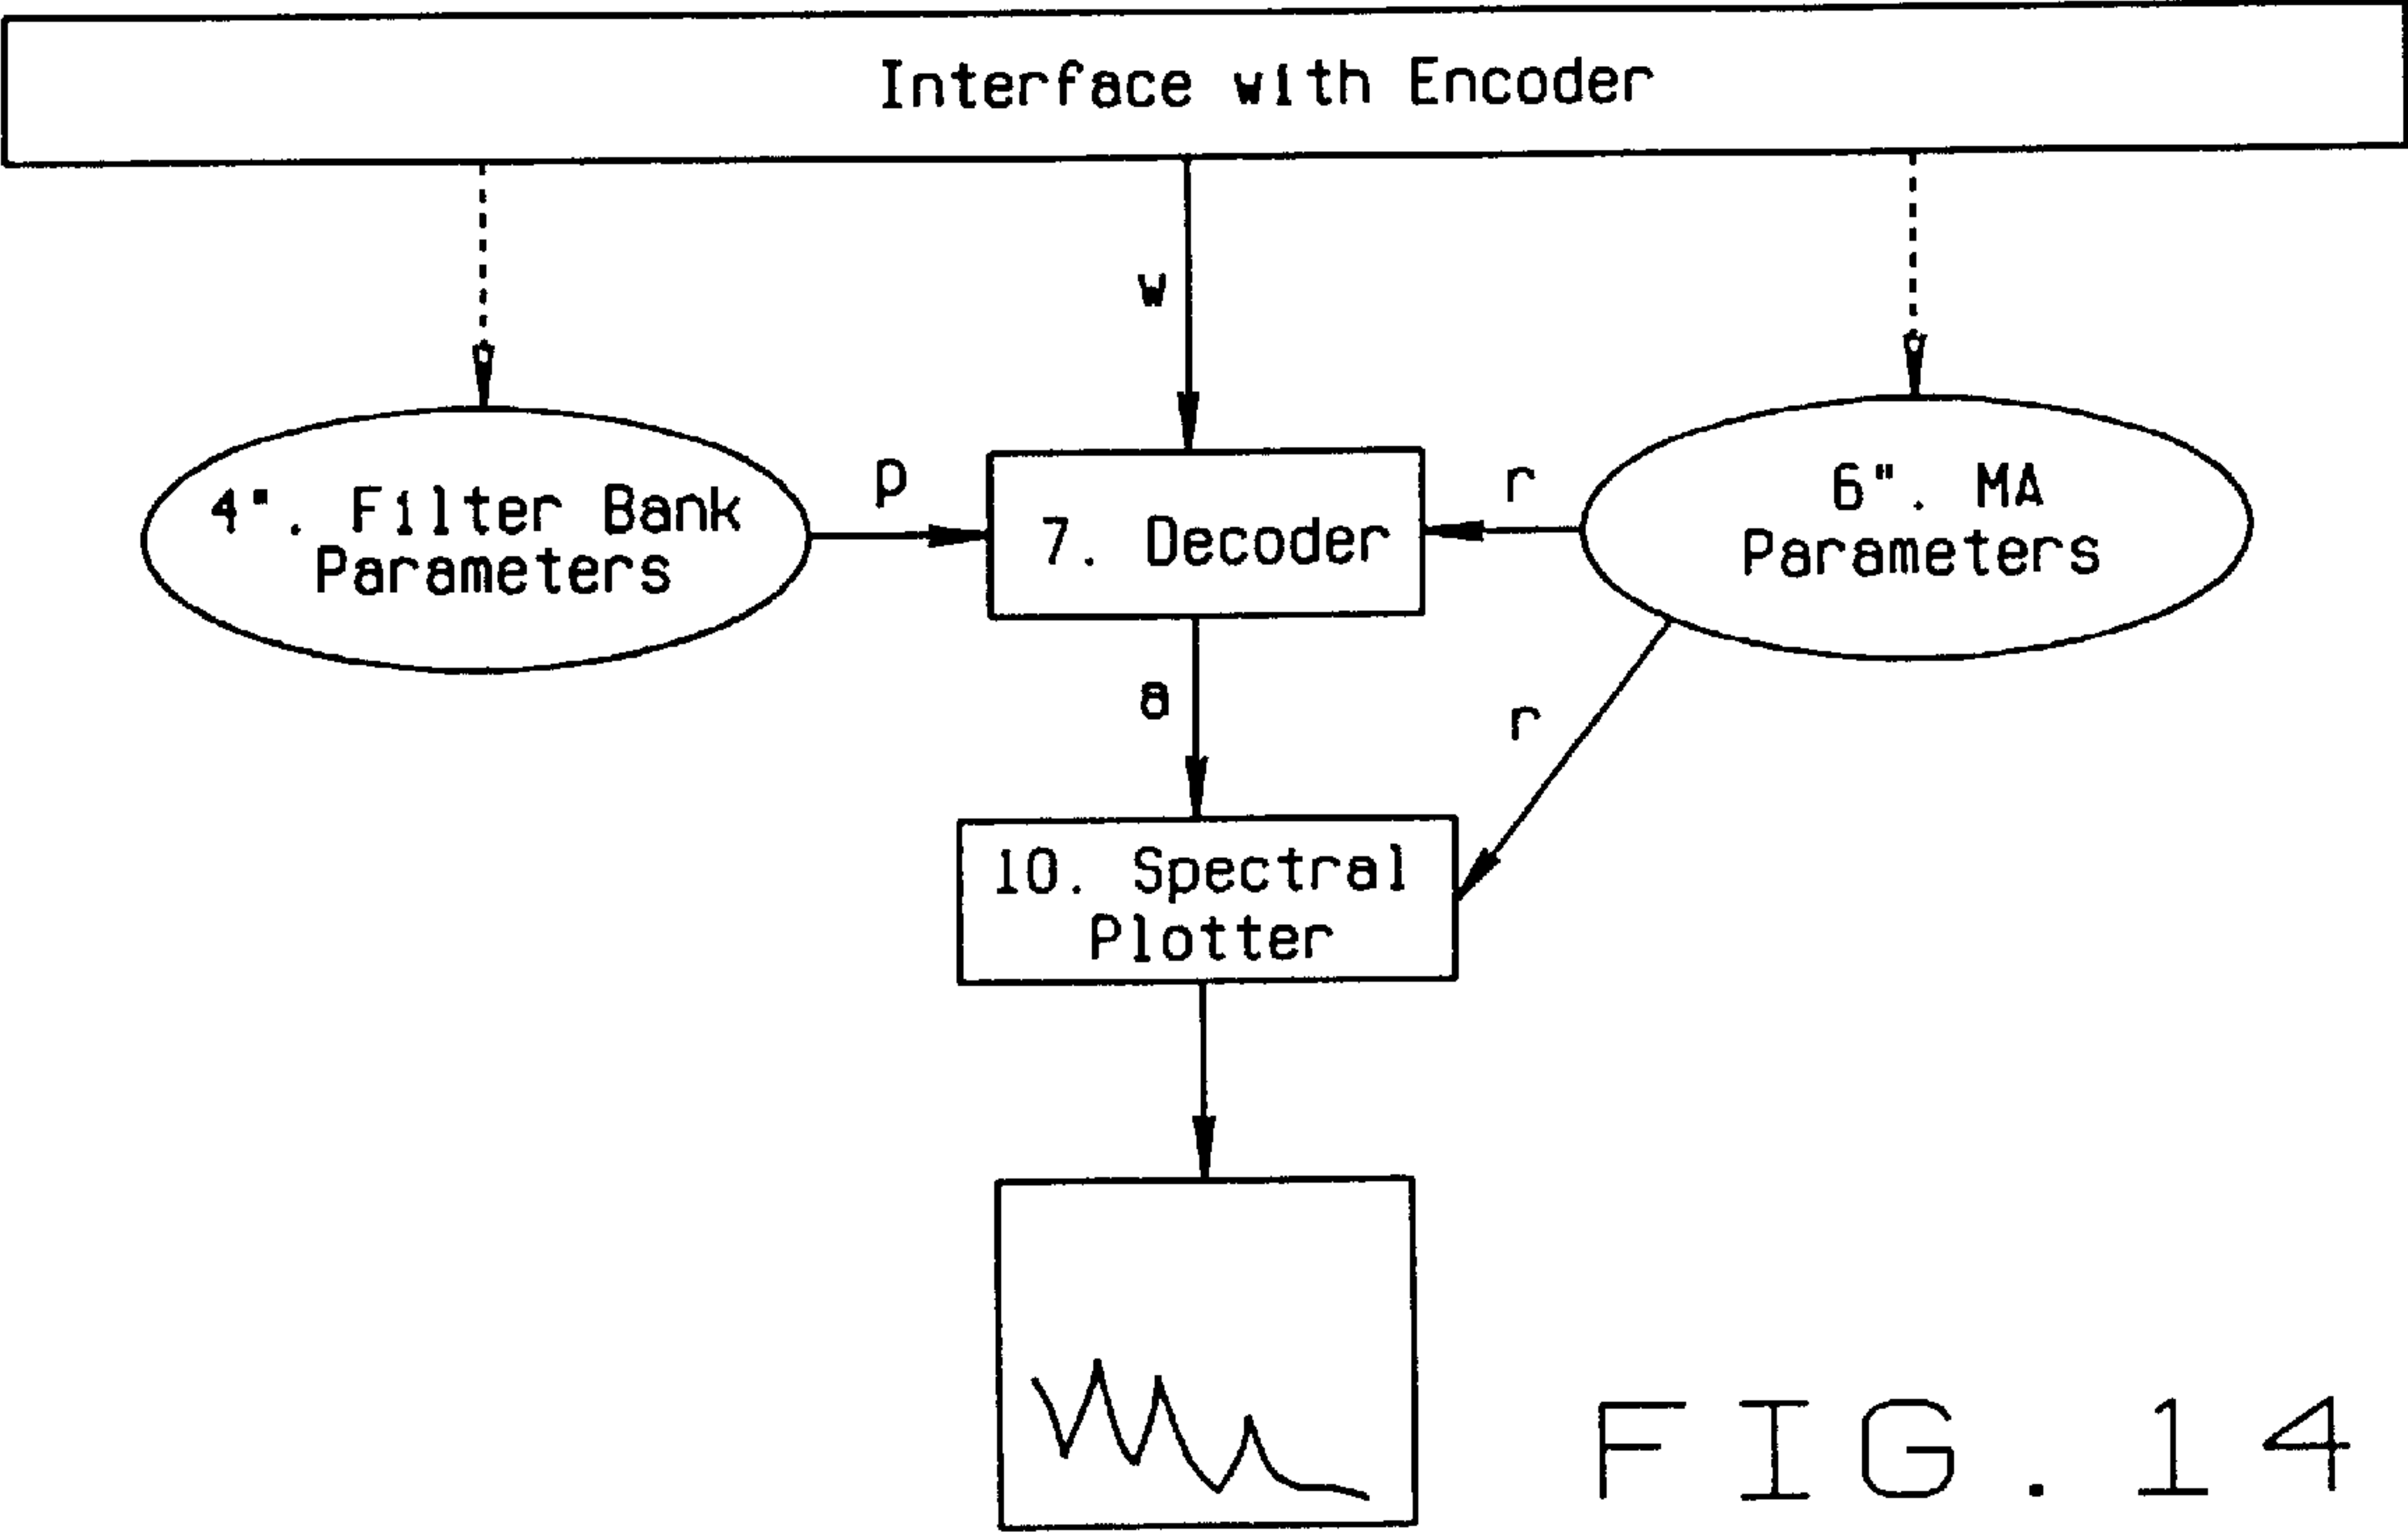 Interface with Encoder
w
4". Filter Bank
Parameters
p
7. Decoder
r
6". MA
Parameters
a
r
10. Spectral
Plotter
FIG. 14